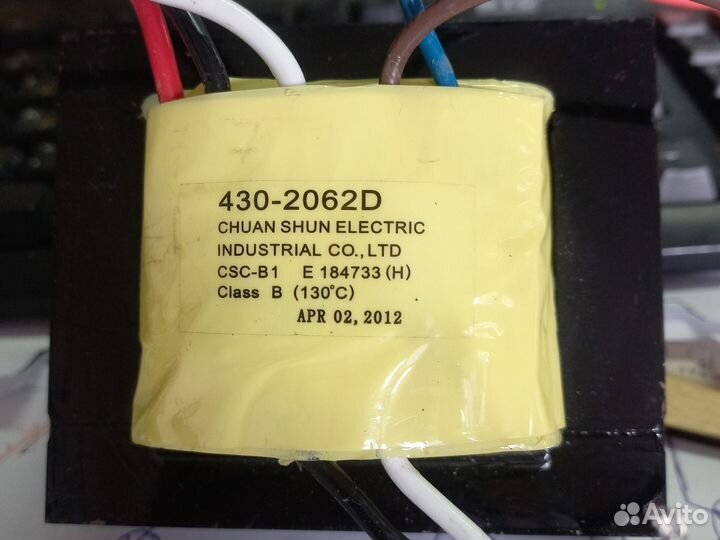 430-2062D
CHUAN SHUN ELECTRIC
INDUSTRIAL CO.,LTD
CSC-B1 E 184733 (H)
Class B (130°C)
APR 02, 2012
Avito